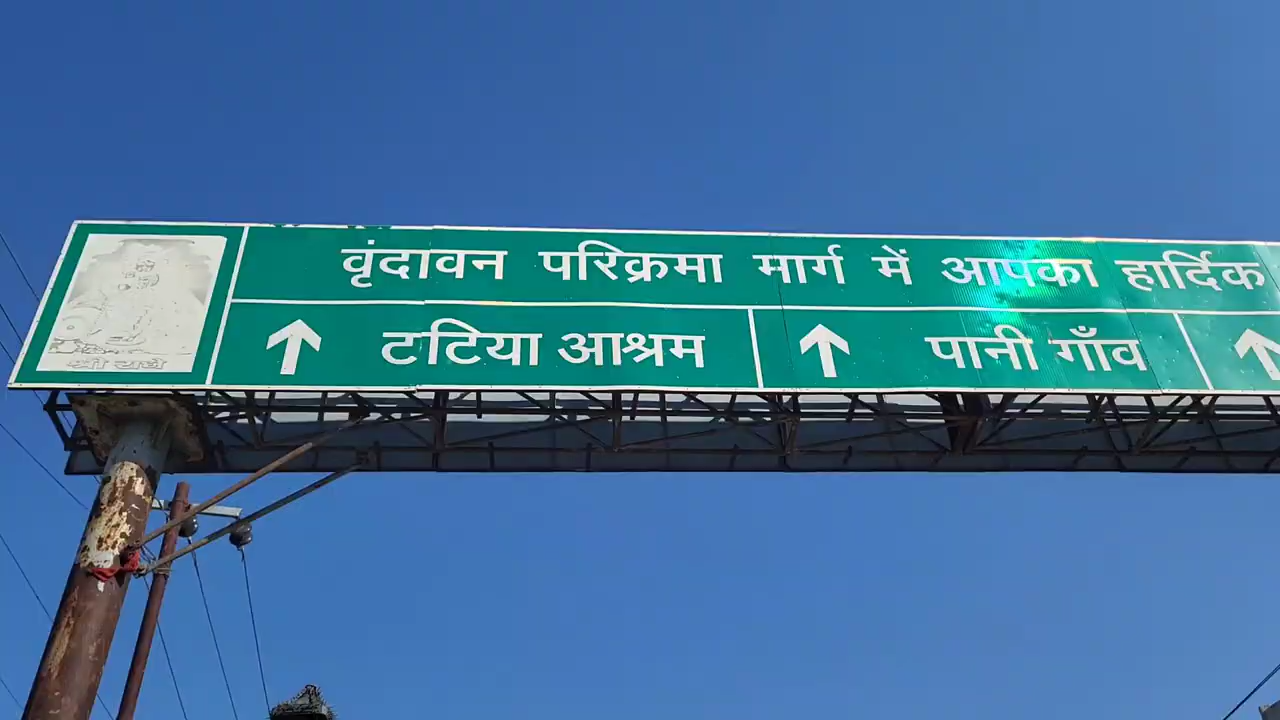 वृंदावन परिक्रमा मार्ग में आपका हार्दिक
टटिया आश्रम
पानी गाँव
श्री राधे